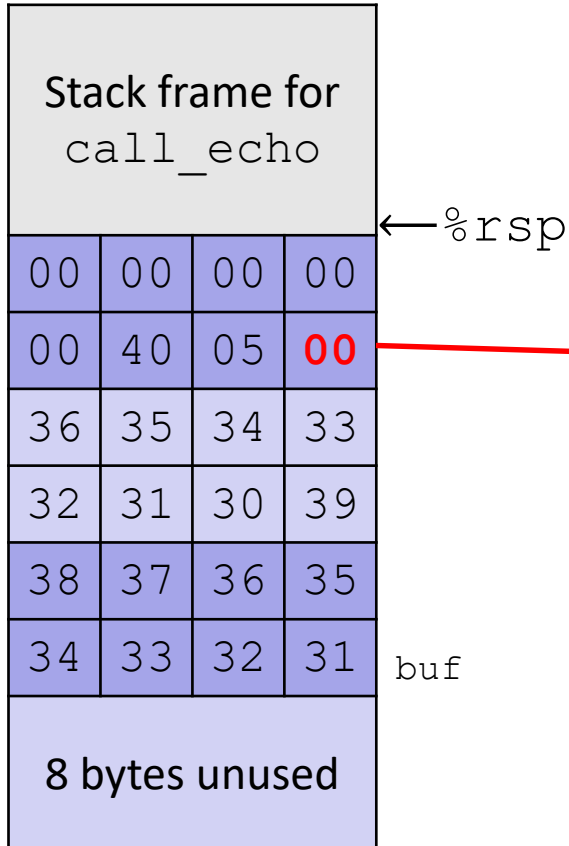 Stack frame for
call_echo
←%rsp
00 00 00 00
00 40 05 00
36 35 34 33
32 31 30 39
38 37 36 35
34 33 32 31 buf
8 bytes unused